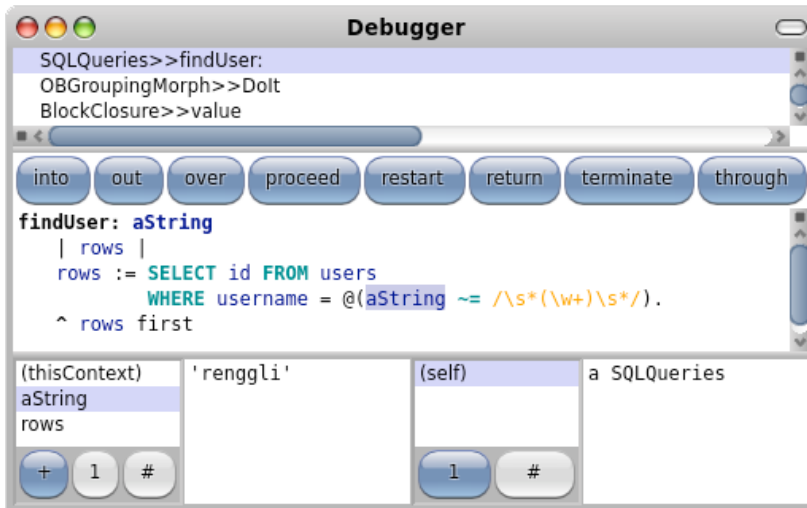 Debugger
SQLQueries>>findUser:
OBGroupingMorph>>DoIt
BlockClosure>>value
into out over proceed restart return terminate through
findUser: aString
| rows |
rows := SELECT id FROM users
WHERE username = @(aString ~= /\s*(\w+)\s*/).
^ rows first
(thisContext) 'renggli' (self) a SQLQueries
aString
rows
+ 1 # 1 #